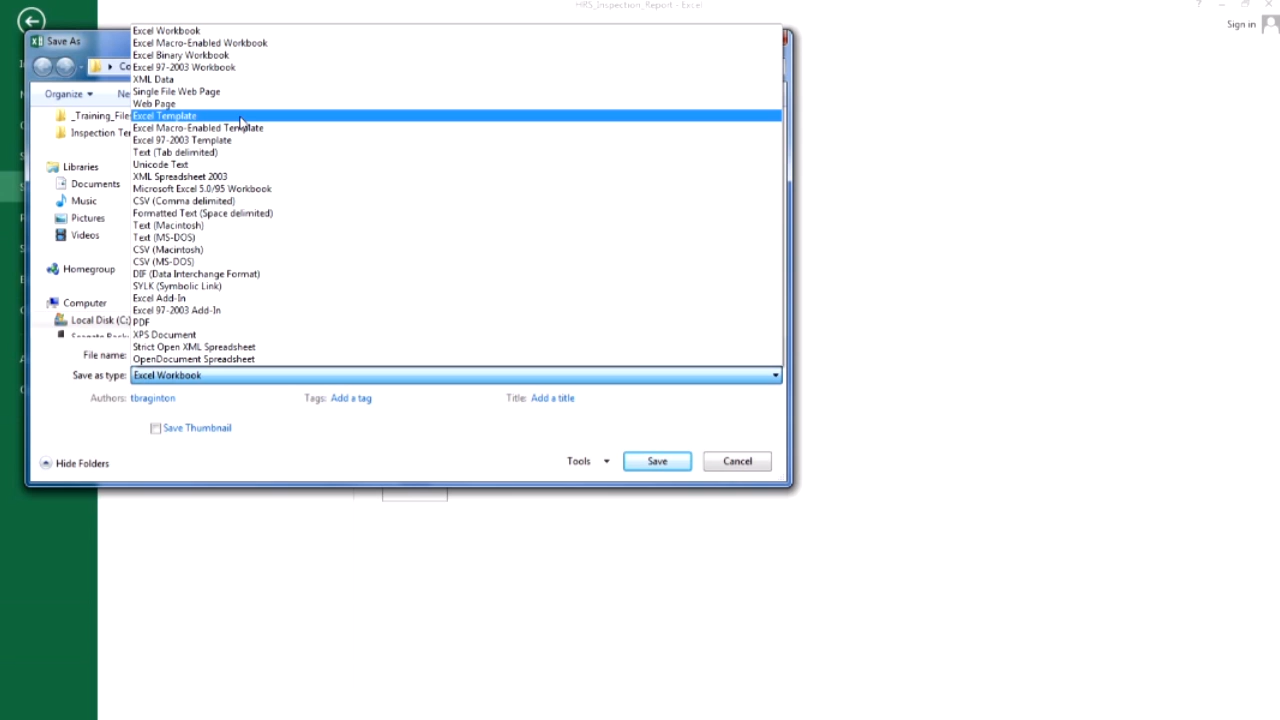 HRS_Inspection_Report - Excel
?
Sign in
Save As
Co
Organize
Ne
_Training_File
Inspection Ter
Libraries
Documents
Music
Pictures
Videos
Homegroup
Computer
Local Disk (C:)
Excel Workbook
Excel Macro-Enabled Workbook
Excel Binary Workbook
Excel 97-2003 Workbook
XML Data
Single File Web Page
Web Page
Excel Template
Excel Macro-Enabled Template
Excel 97-2003 Template
Text (Tab delimited)
Unicode Text
XML Spreadsheet 2003
Microsoft Excel 5.0/95 Workbook
CSV (Comma delimited)
Formatted Text (Space delimited)
Text (Macintosh)
Text (MS-DOS)
CSV (Macintosh)
CSV (MS-DOS)
DIF (Data Interchange Format)
SYLK (Symbolic Link)
Excel Add-In
Excel 97-2003 Add-In
PDF
XPS Document
Strict Open XML Spreadsheet
OpenDocument Spreadsheet
File name:
Save as type: Excel Workbook
Authors: tbraginton Tags: Add a tag Title: Add a title
Save Thumbnail
Hide Folders Tools Save Cancel